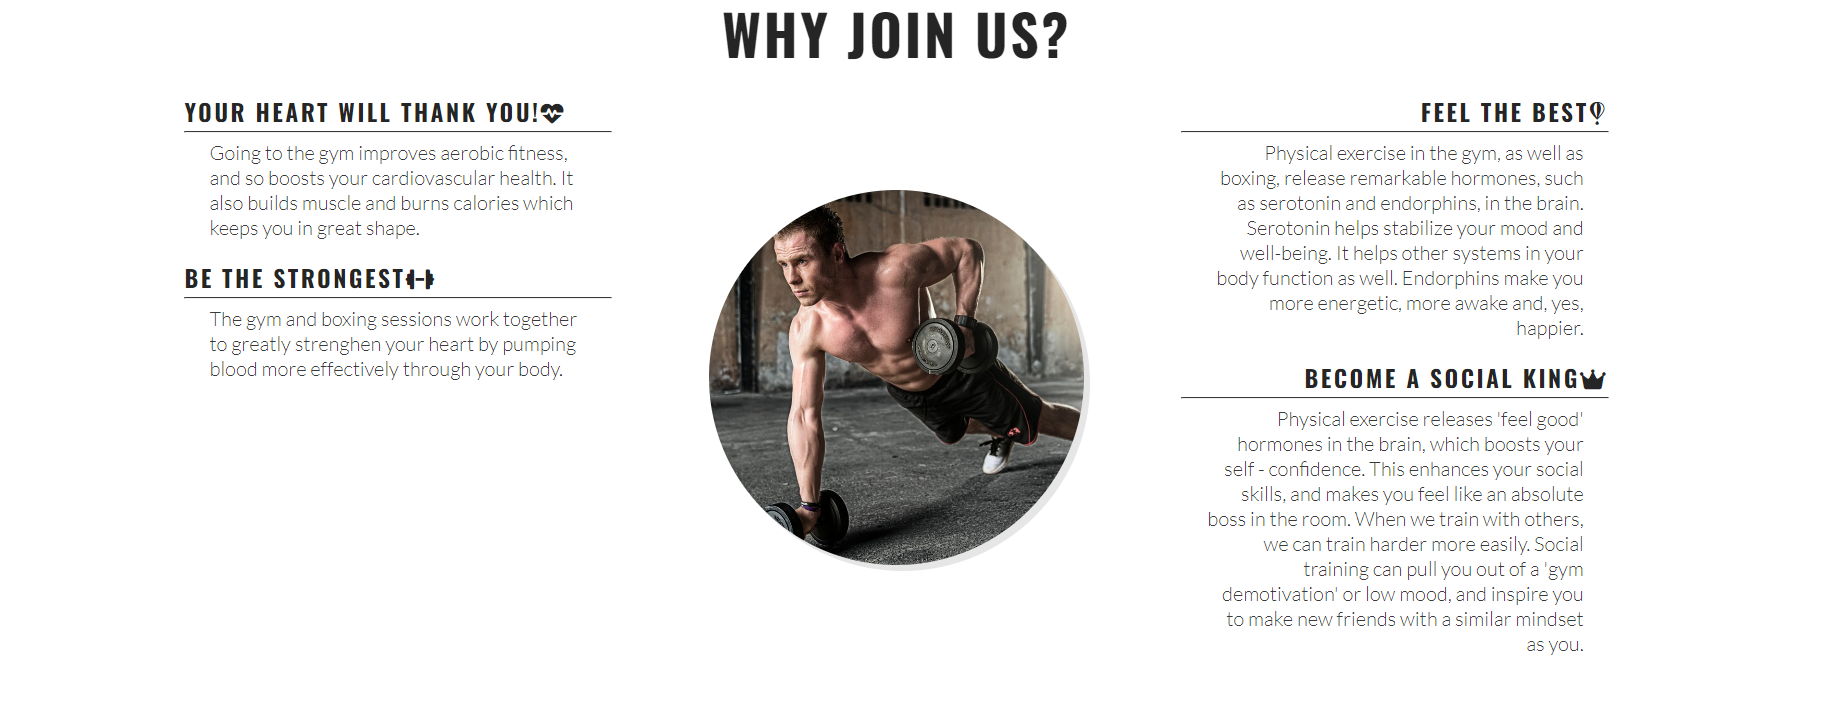 WHY JOIN US?
YOUR HEART WILL THANK YOU!
Going to the gym improves aerobic fitness,
and so boosts your cardiovascular health. It
also builds muscle and burns calories which
keeps you in great shape.
BE THE STRONGEST
The gym and boxing sessions work together
to greatly strenghen your heart by pumping
blood more effectively through your body.
FEEL THE BEST
Physical exercise in the gym, as well as
boxing, release remarkable hormones, such
as serotonin and endorphins, in the brain.
Serotonin helps stabilize your mood and
well-being. It helps other systems in your
body function as well. Endorphins make you
more energetic, more awake and, yes,
happier.
BECOME A SOCIAL KING
Physical exercise releases 'feel good'
hormones in the brain, which boosts your
self - confidence. This enhances your social
skills, and makes you feel like an absolute
boss in the room. When we train with others,
we can train harder more easily. Social
training can pull you out of a 'gym
demotivation' or low mood, and inspire you
to make new friends with a similar mindset
as you.